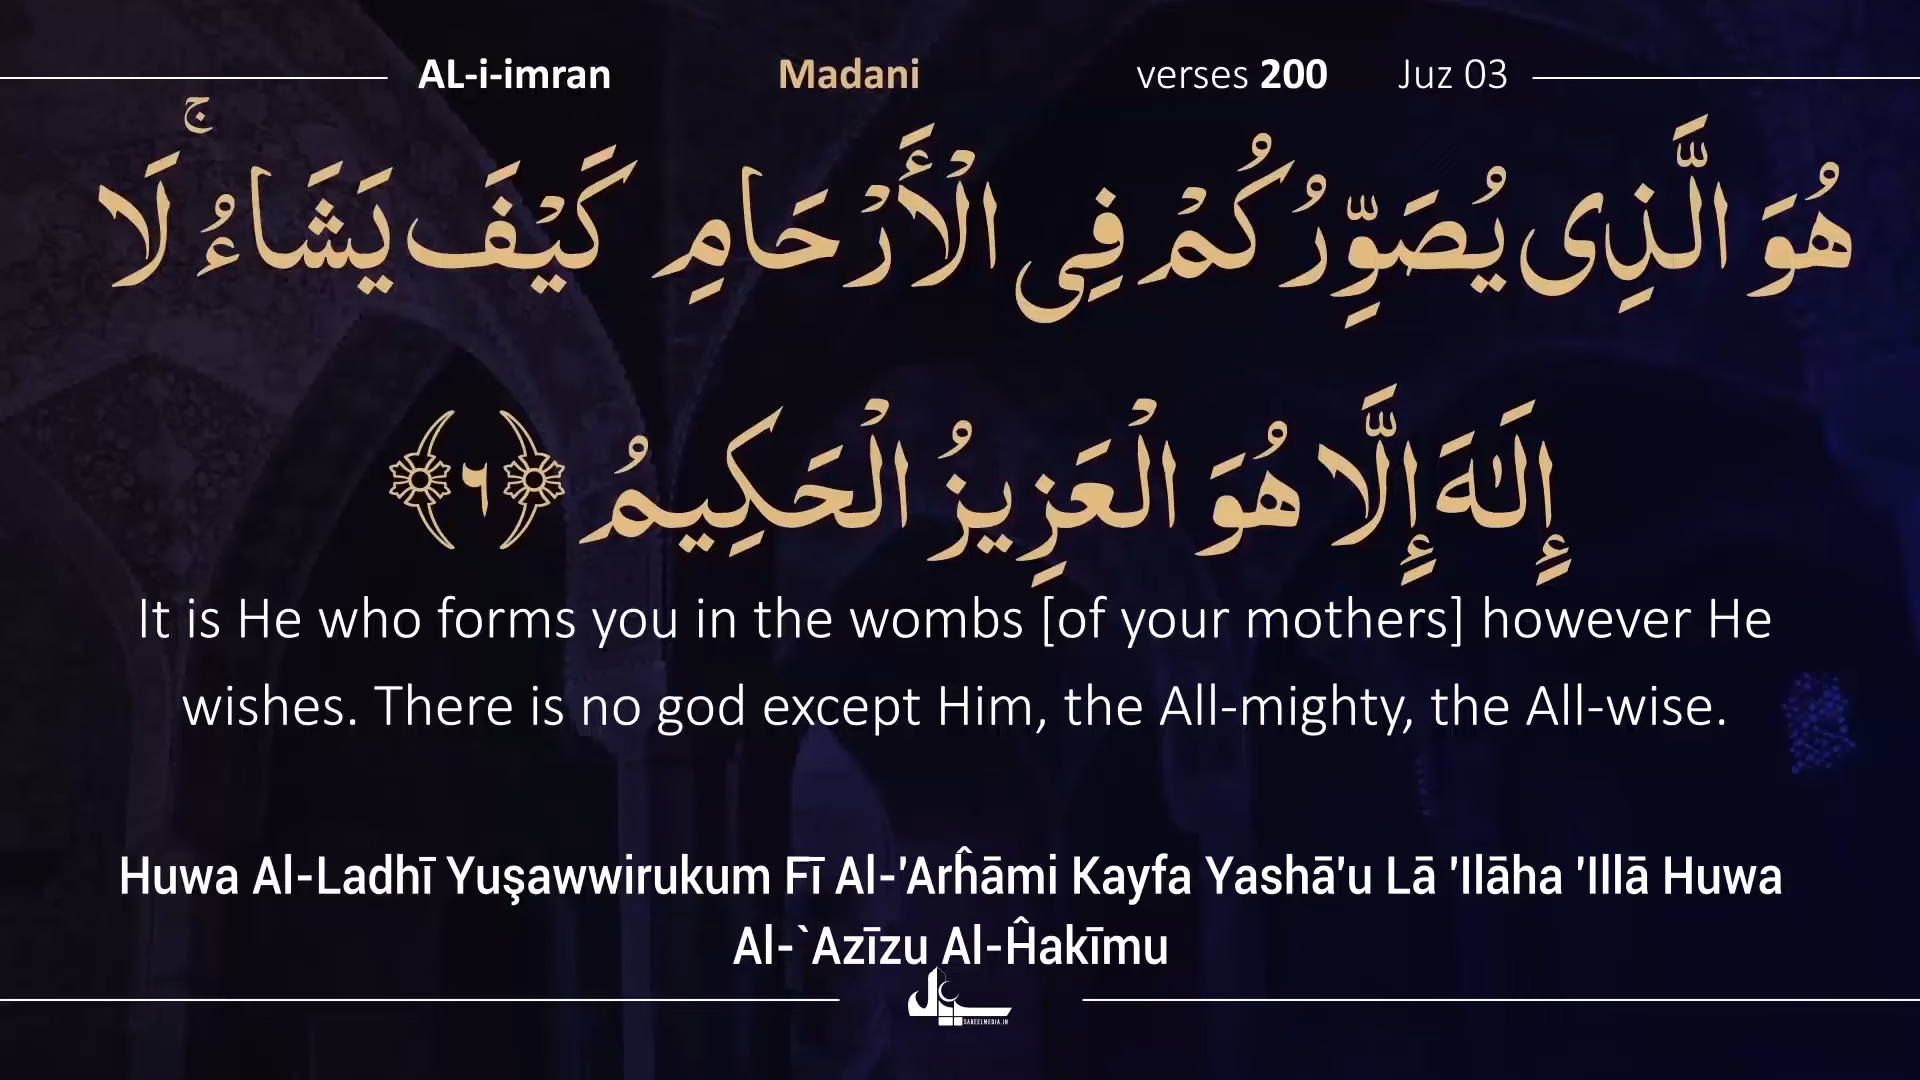 AL-i-imran Madani verses 200 Juz 03
هُوَ الَّذِى يُصَوِّرُكُمْ فِى الْأَرْحَامِ كَيْفَ يَشَاءُ ۚ لَا
إِلَٰهَ إِلَّا هُوَ الْعَزِيزُ الْحَكِيمُ ﴿٦﴾
It is He who forms you in the wombs [of your mothers] however He
wishes. There is no god except Him, the All-mighty, the All-wise.
Huwa Al-Ladhī Yuşawwirukum Fī Al-'Arĥāmi Kayfa Yashā'u Lā 'Ilāha 'Illā Huwa
Al-`Azīzu Al-Ĥakīmu
سبیل
SABEELMEDIA.IN